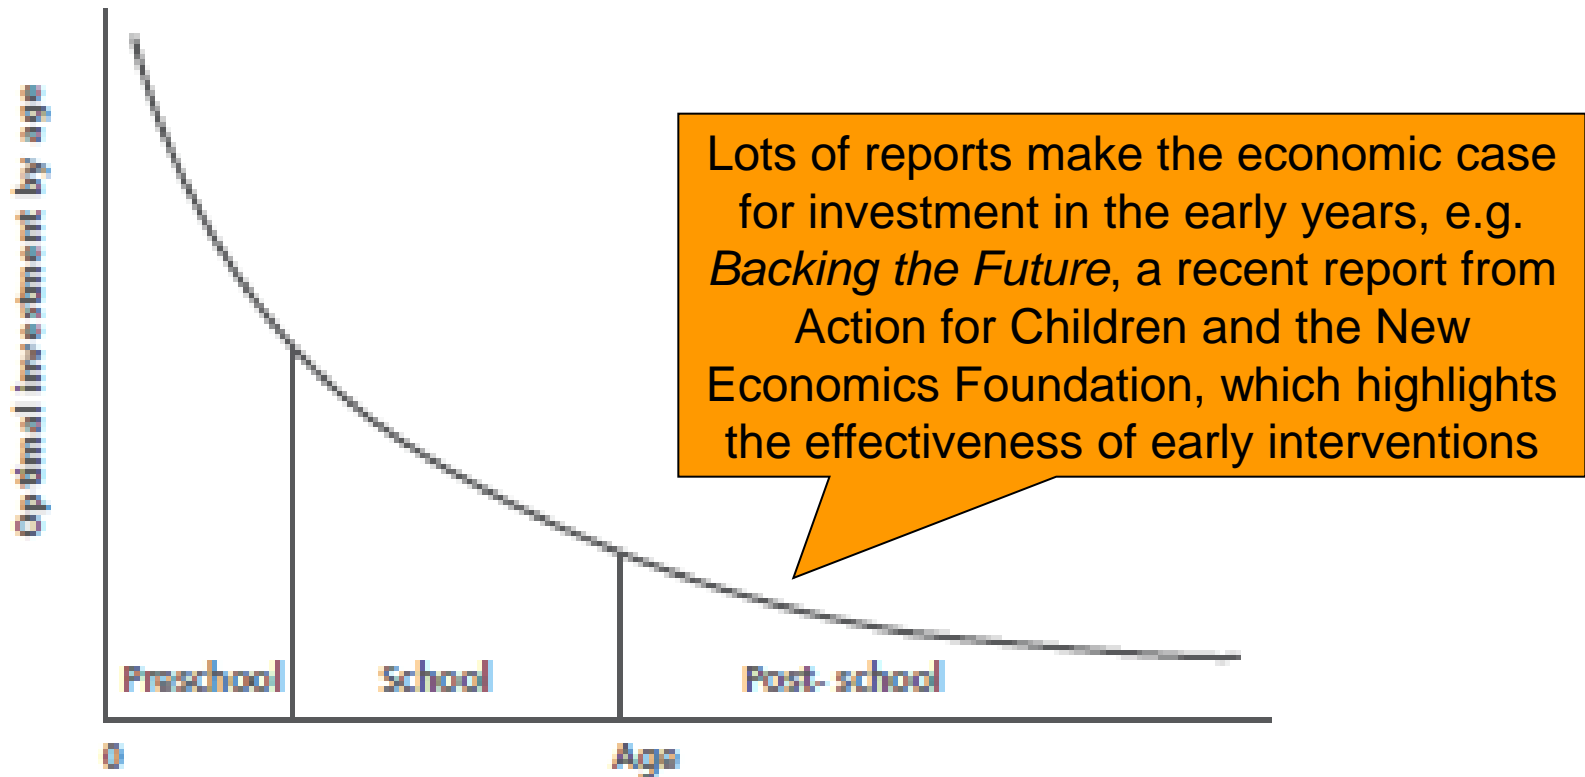 Optimal investment by age
Lots of reports make the economic case
for investment in the early years, e.g.
Backing the Future, a recent report from
Action for Children and the New
Economics Foundation, which highlights
the effectiveness of early interventions
Preschool
School
Post- school
0
Age